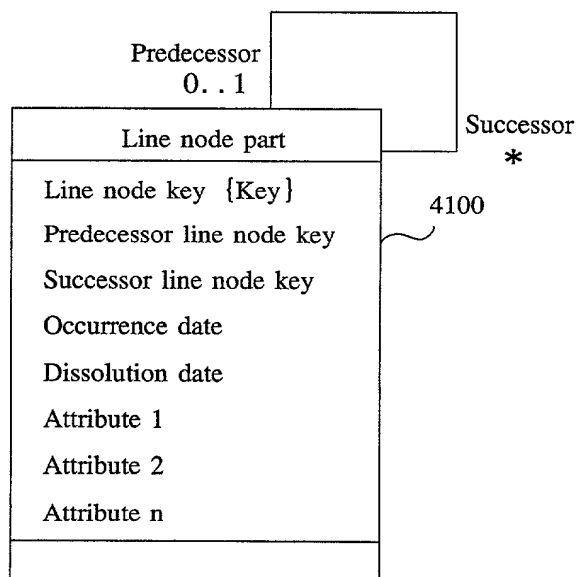 Predecessor
0. . 1
Successor
*
Line node part
Line node key {Key}
4100
Predecessor line node key
Successor line node key
Occurrence date
Dissolution date
Attribute 1
Attribute 2
Attribute n